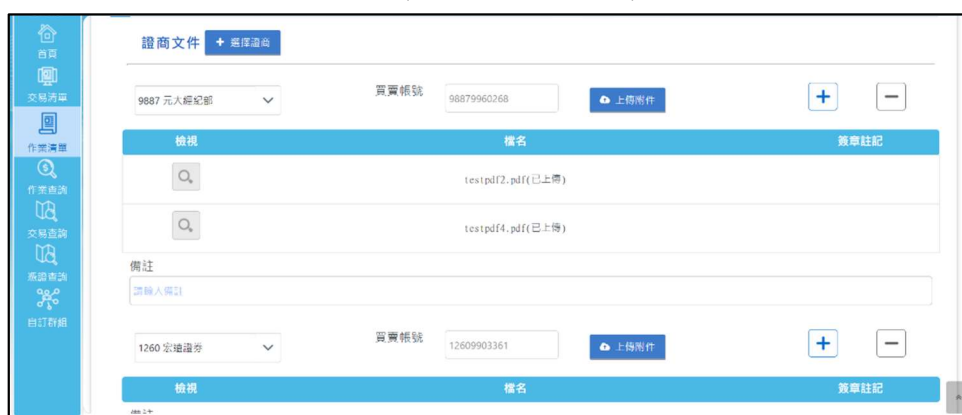 首頁
交易清單
作業清單
作業查詢
交易查詢
憑證查詢
自訂群組
證商文件 + 選擇證商
9887 元大經紀部 買賣帳號 98879960268 上傳附件 + −
檢視 檔名 簽章註記
testpdf2.pdf(已上傳)
testpdf4.pdf(已上傳)
備註
請輸入備註
1260 宏遠證券 買賣帳號 12609903361 上傳附件 + −
檢視 檔名 簽章註記
備註